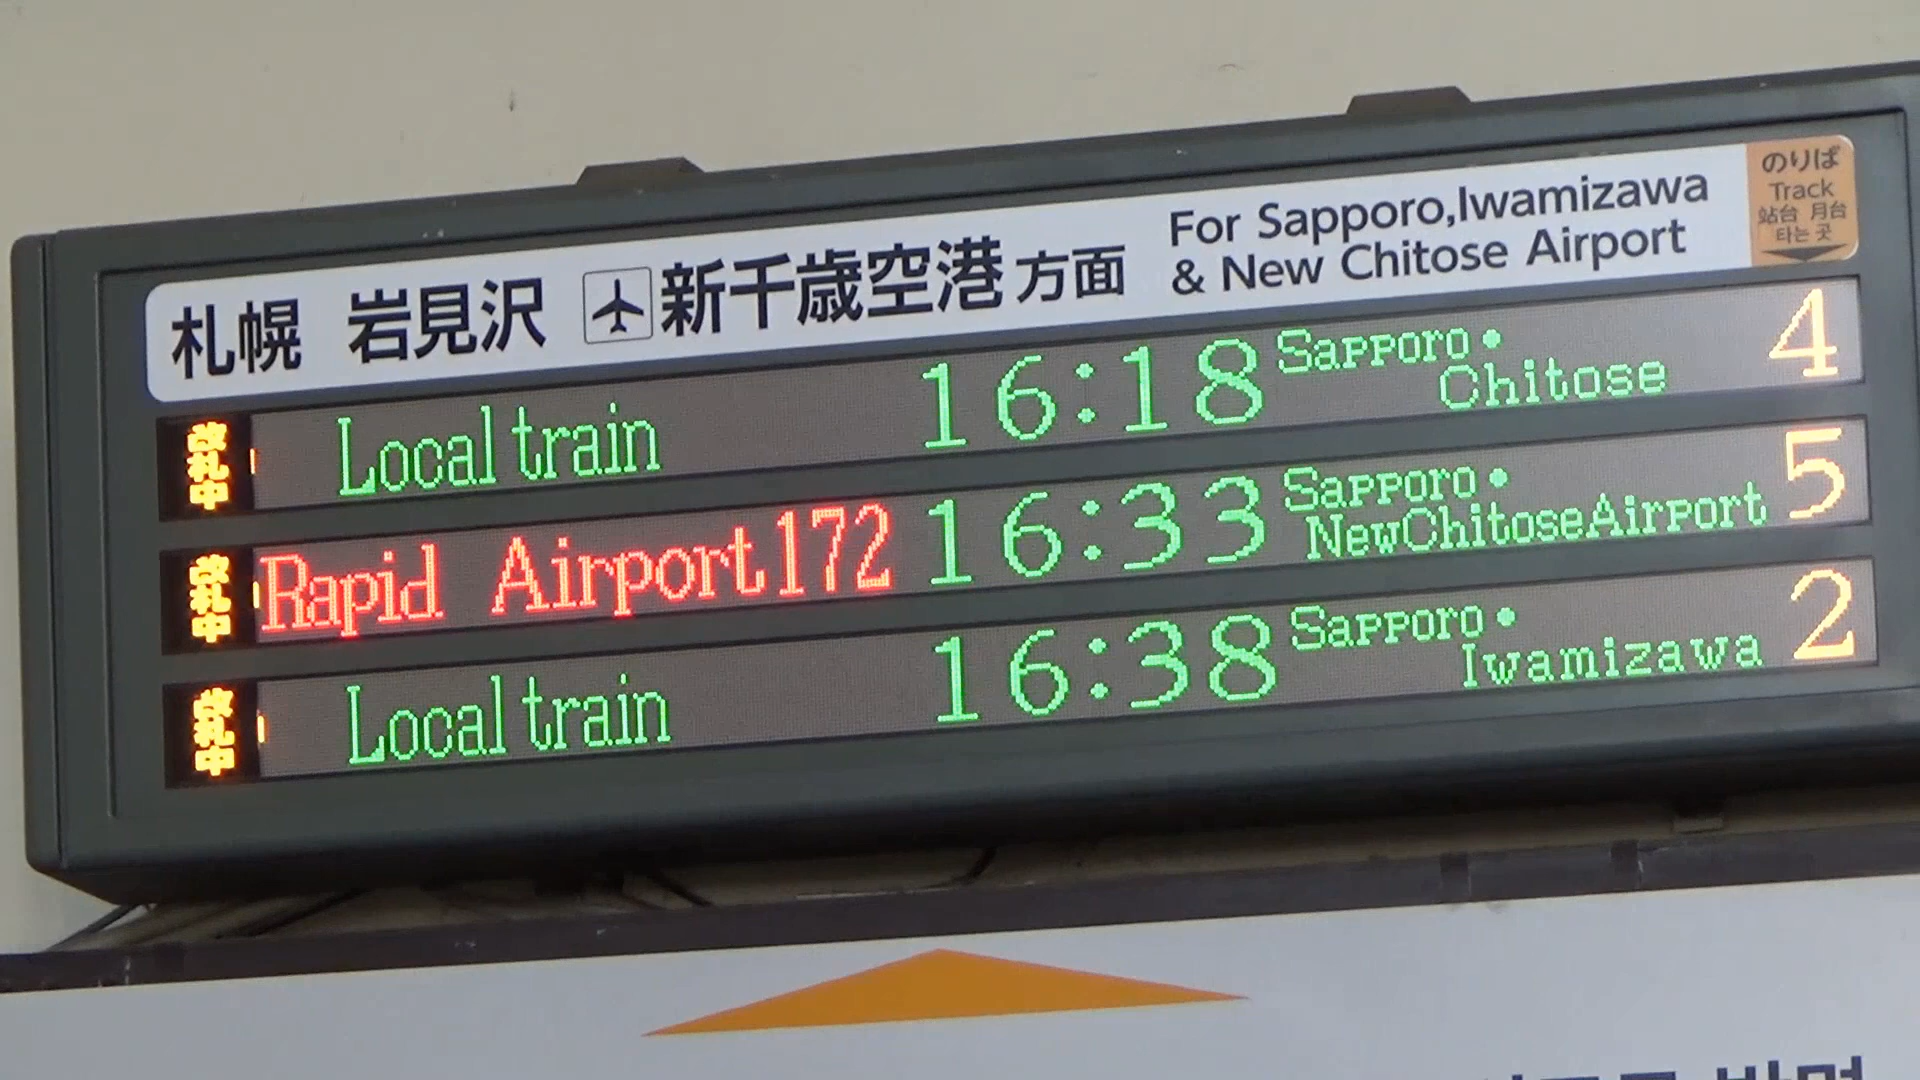 札幌 岩見沢 新千歳空港方面 For Sapporo,Iwamizawa
& New Chitose Airport
のりば
Track
站台 月台
타는 곳
改札中 Local train 16:18 Sapporo• Chitose 4
改札中 Rapid Airport172 16:33 Sapporo• NewChitoseAirport 5
改札中 Local train 16:38 Sapporo• Iwamizawa 2